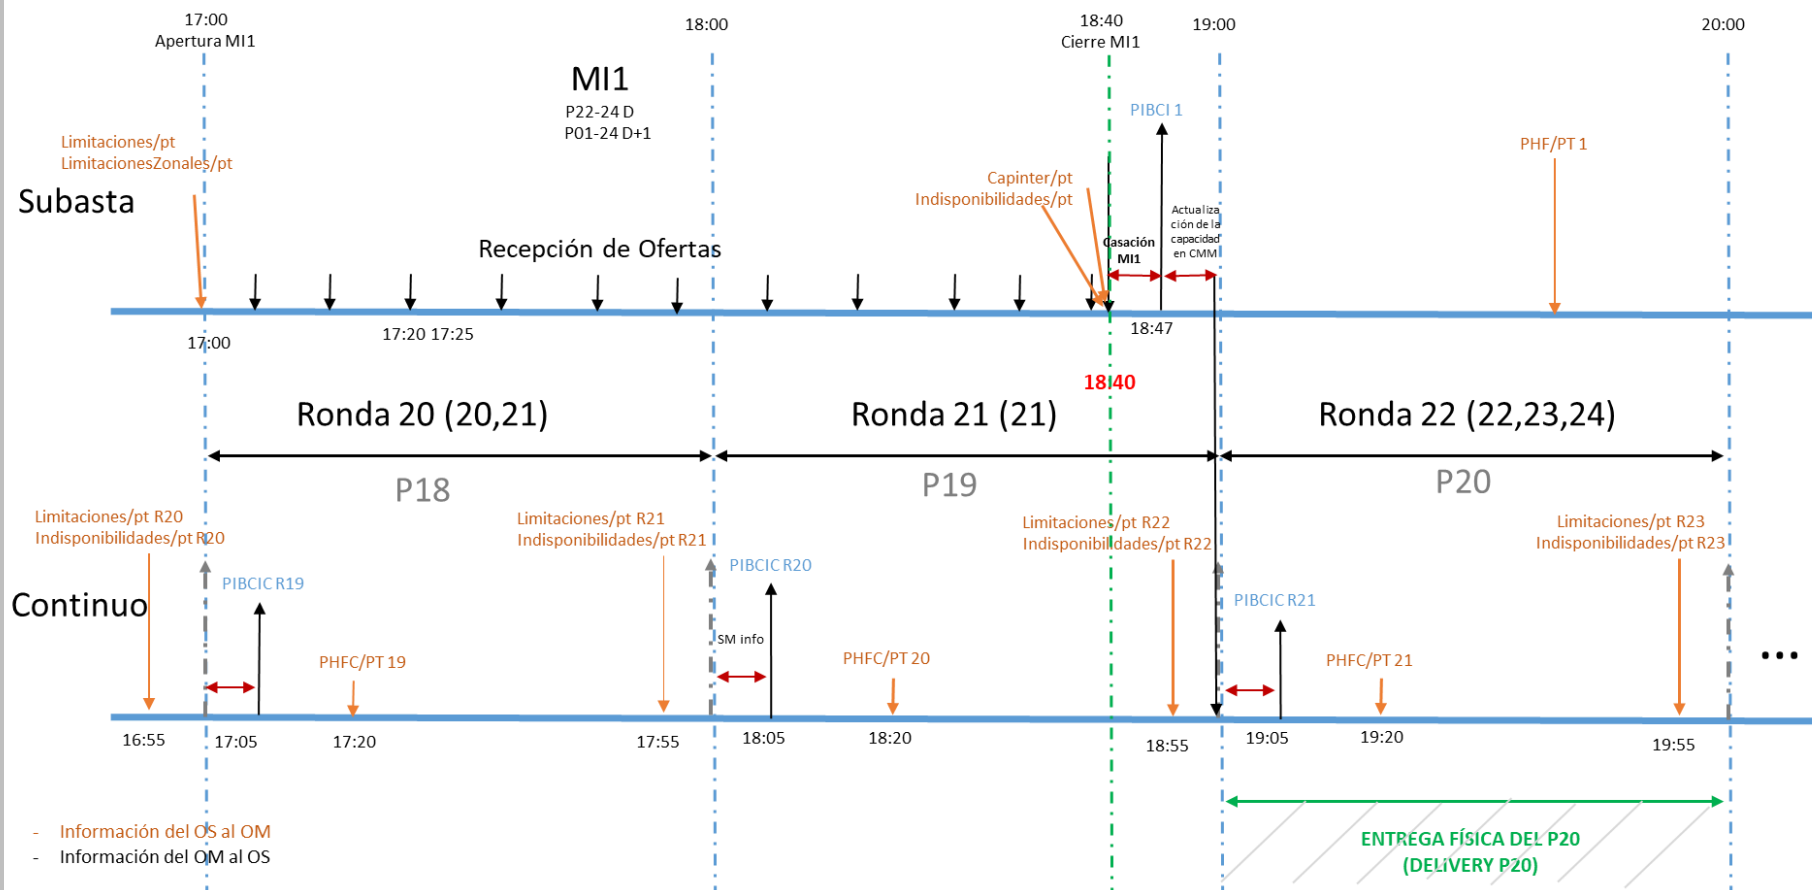 17:00
Apertura MI1
18:00
18:40
Cierre MI1
19:00
20:00
MI1
P22-24 D
P01-24 D+1
PIBCI 1
Limitaciones/pt
LimitacionesZonales/pt
PHF/PT 1
Subasta
Capinter/pt
Indisponibilidades/pt
Actualiza
ción de la
capacidad
en CMM
Recepción de Ofertas
Casación
MI1
17:00
17:20 17:25
18:47
18:40
Ronda 20 (20,21)
Ronda 21 (21)
Ronda 22 (22,23,24)
P18
P19
P20
Limitaciones/pt R20
Indisponibilidades/pt R20
Limitaciones/pt R21
Indisponibilidades/pt R21
Limitaciones/pt R22
Indisponibilidades/pt R22
Limitaciones/pt R23
Indisponibilidades/pt R23
Continuo
PIBCIC R19
PIBCIC R20
PIBCIC R21
SM info
PHFC/PT 19
PHFC/PT 20
PHFC/PT 21
...
16:55
17:05
17:20
17:55
18:05
18:20
18:55
19:05
19:20
19:55
- Información del OS al OM
- Información del OM al OS
ENTREGA FÍSICA DEL P20
(DELIVERY P20)